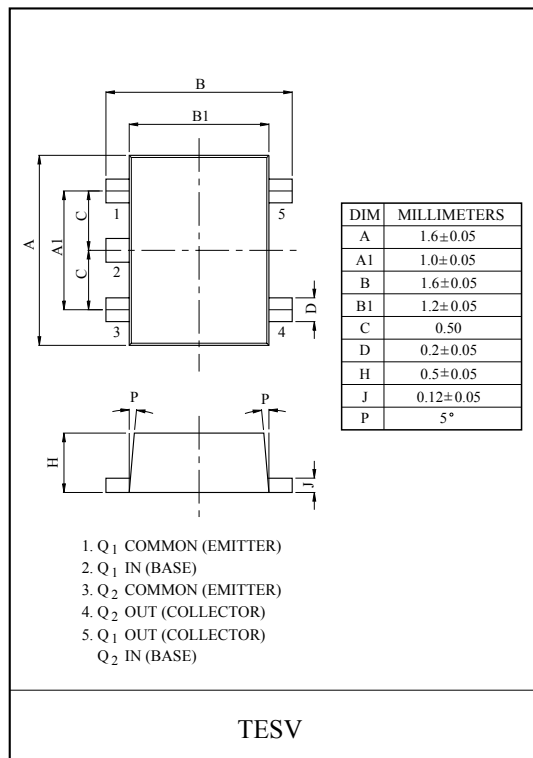 B
B1
A
A1
C
C
1
2
3
5
4
D
DIM MILLIMETERS
A 1.6±0.05
A1 1.0±0.05
B 1.6±0.05
B1 1.2±0.05
C 0.50
D 0.2±0.05
H 0.5±0.05
J 0.12±0.05
P 5°
P P
H
J
1. Q1 COMMON (EMITTER)
2. Q1 IN (BASE)
3. Q2 COMMON (EMITTER)
4. Q2 OUT (COLLECTOR)
5. Q1 OUT (COLLECTOR)
Q2 IN (BASE)
TESV